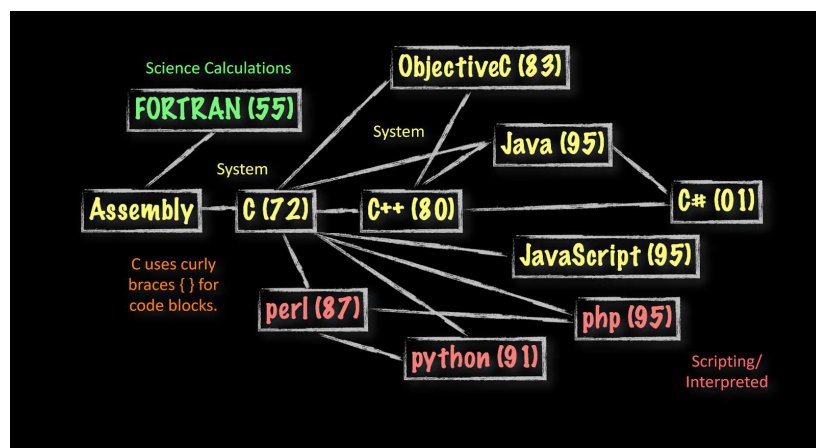 ObjectiveC (83)
Science Calculations
FORTRAN (55)
System
Java (95)
System
Assembly
C (72)
C++ (80)
C# (01)
JavaScript (95)
C uses curly
braces { } for
code blocks.
perl (87)
php (95)
python (91)
Scripting/
Interpreted